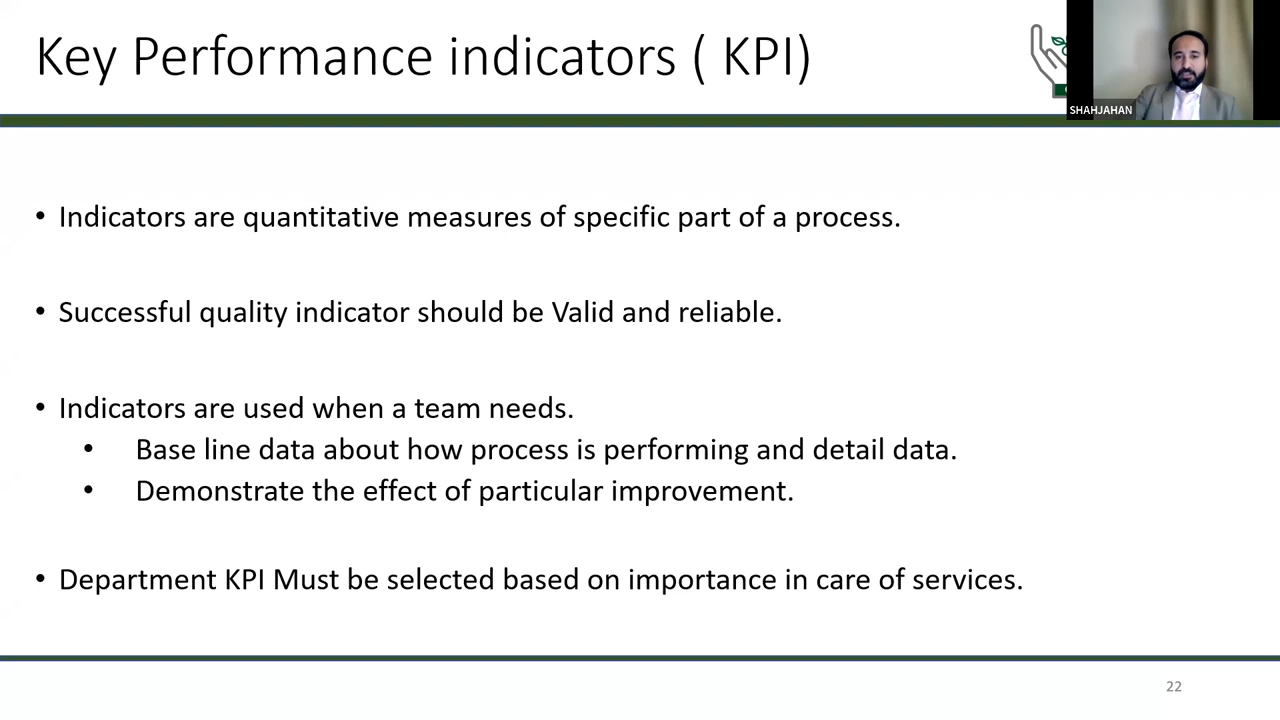 Key Performance indicators ( KPI)
SHAHJAHAN
• Indicators are quantitative measures of specific part of a process.
• Successful quality indicator should be Valid and reliable.
• Indicators are used when a team needs.
• Base line data about how process is performing and detail data.
• Demonstrate the effect of particular improvement.
• Department KPI Must be selected based on importance in care of services.
22